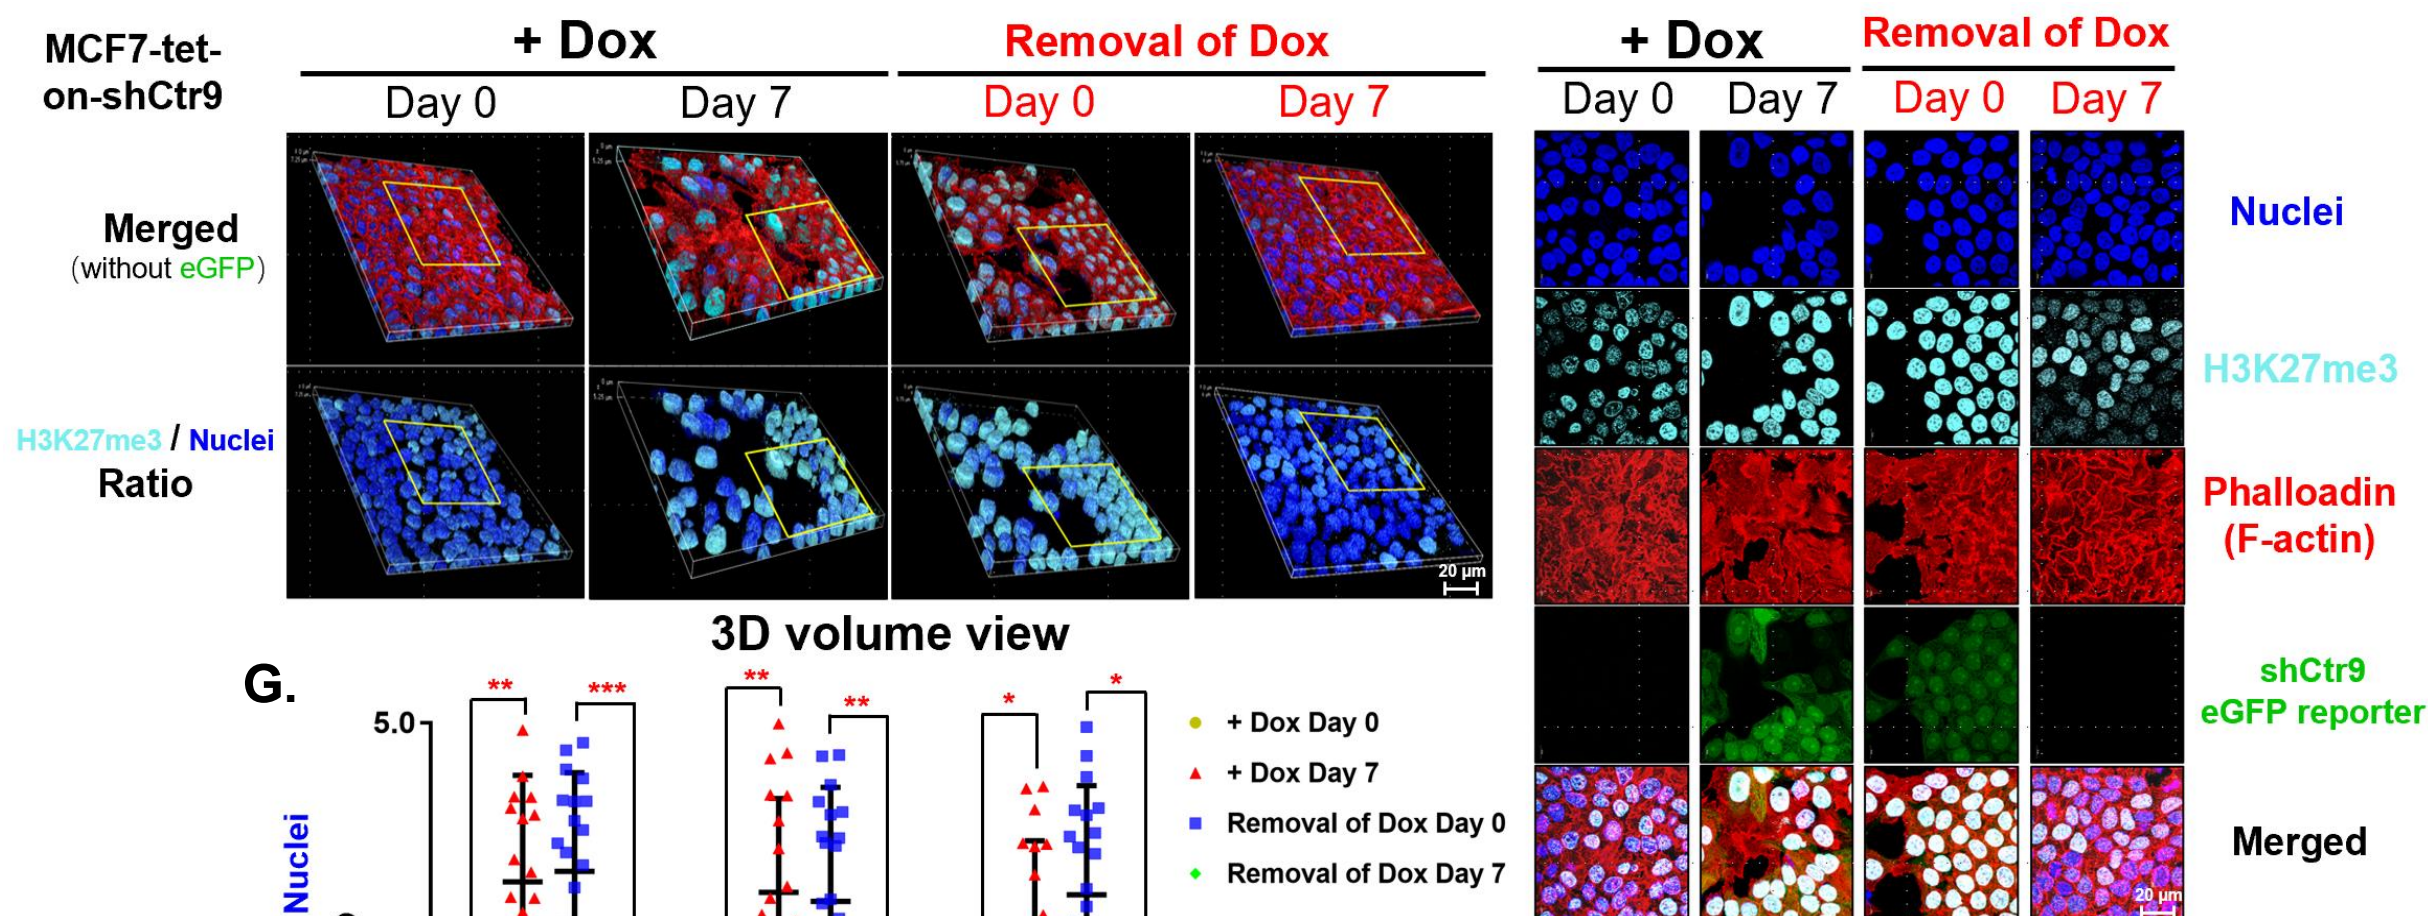 MCF7-tet-
on-shCtr9
+ Dox
Removal of Dox
Day 0
Day 7
Day 0
Day 7
Merged
(without eGFP)
H3K27me3 / Nuclei
Ratio
20 µm
3D volume view
+ Dox
Removal of Dox
Day 0
Day 7
Day 0
Day 7
Nuclei
H3K27me3
Phalloadin
(F-actin)
shCtr9
eGFP reporter
Merged
20 µm
G.
**
***
**
**
*
*
5.0
Nuclei
+ Dox Day 0
+ Dox Day 7
Removal of Dox Day 0
Removal of Dox Day 7